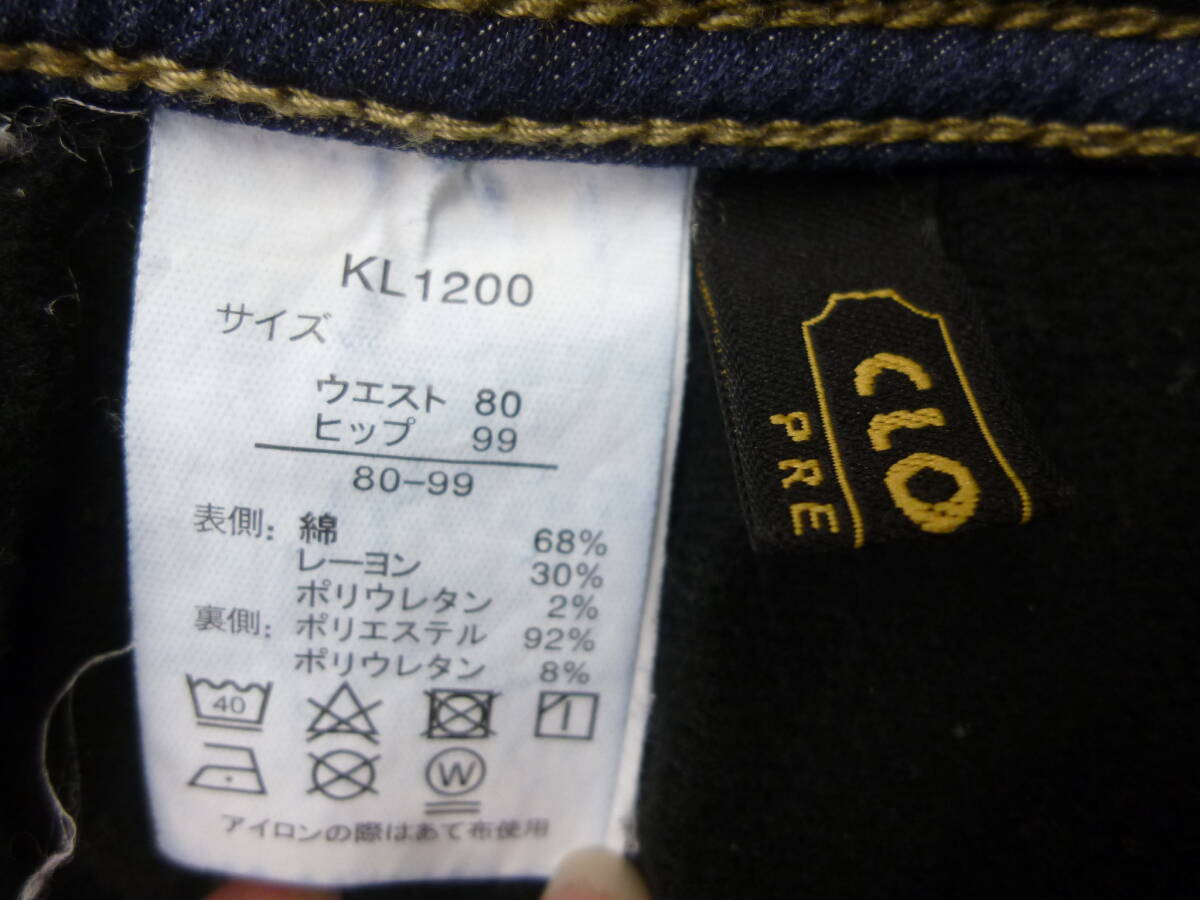 KL1200
サイズ
ウエスト 80
ヒップ 99
80-99
表側: 綿 68%
レーヨン 30%
ポリウレタン 2%
裏側: ポリエステル 92%
ポリウレタン 8%
40
W
アイロンの際はあて布使用
CLO
PRE